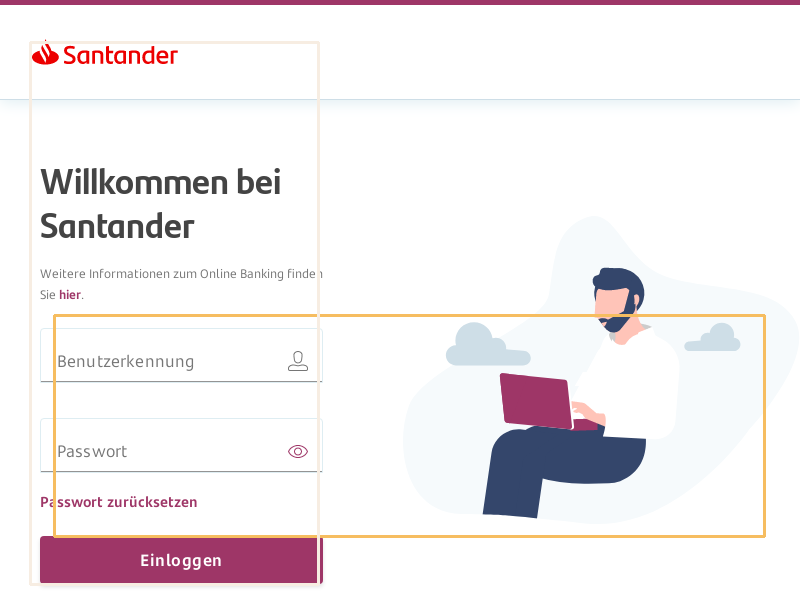 Santander
Willkommen bei
Santander
Weitere Informationen zum Online Banking finden
Sie hier.
Benutzerkennung
Passwort
Passwort zurücksetzen
Einloggen